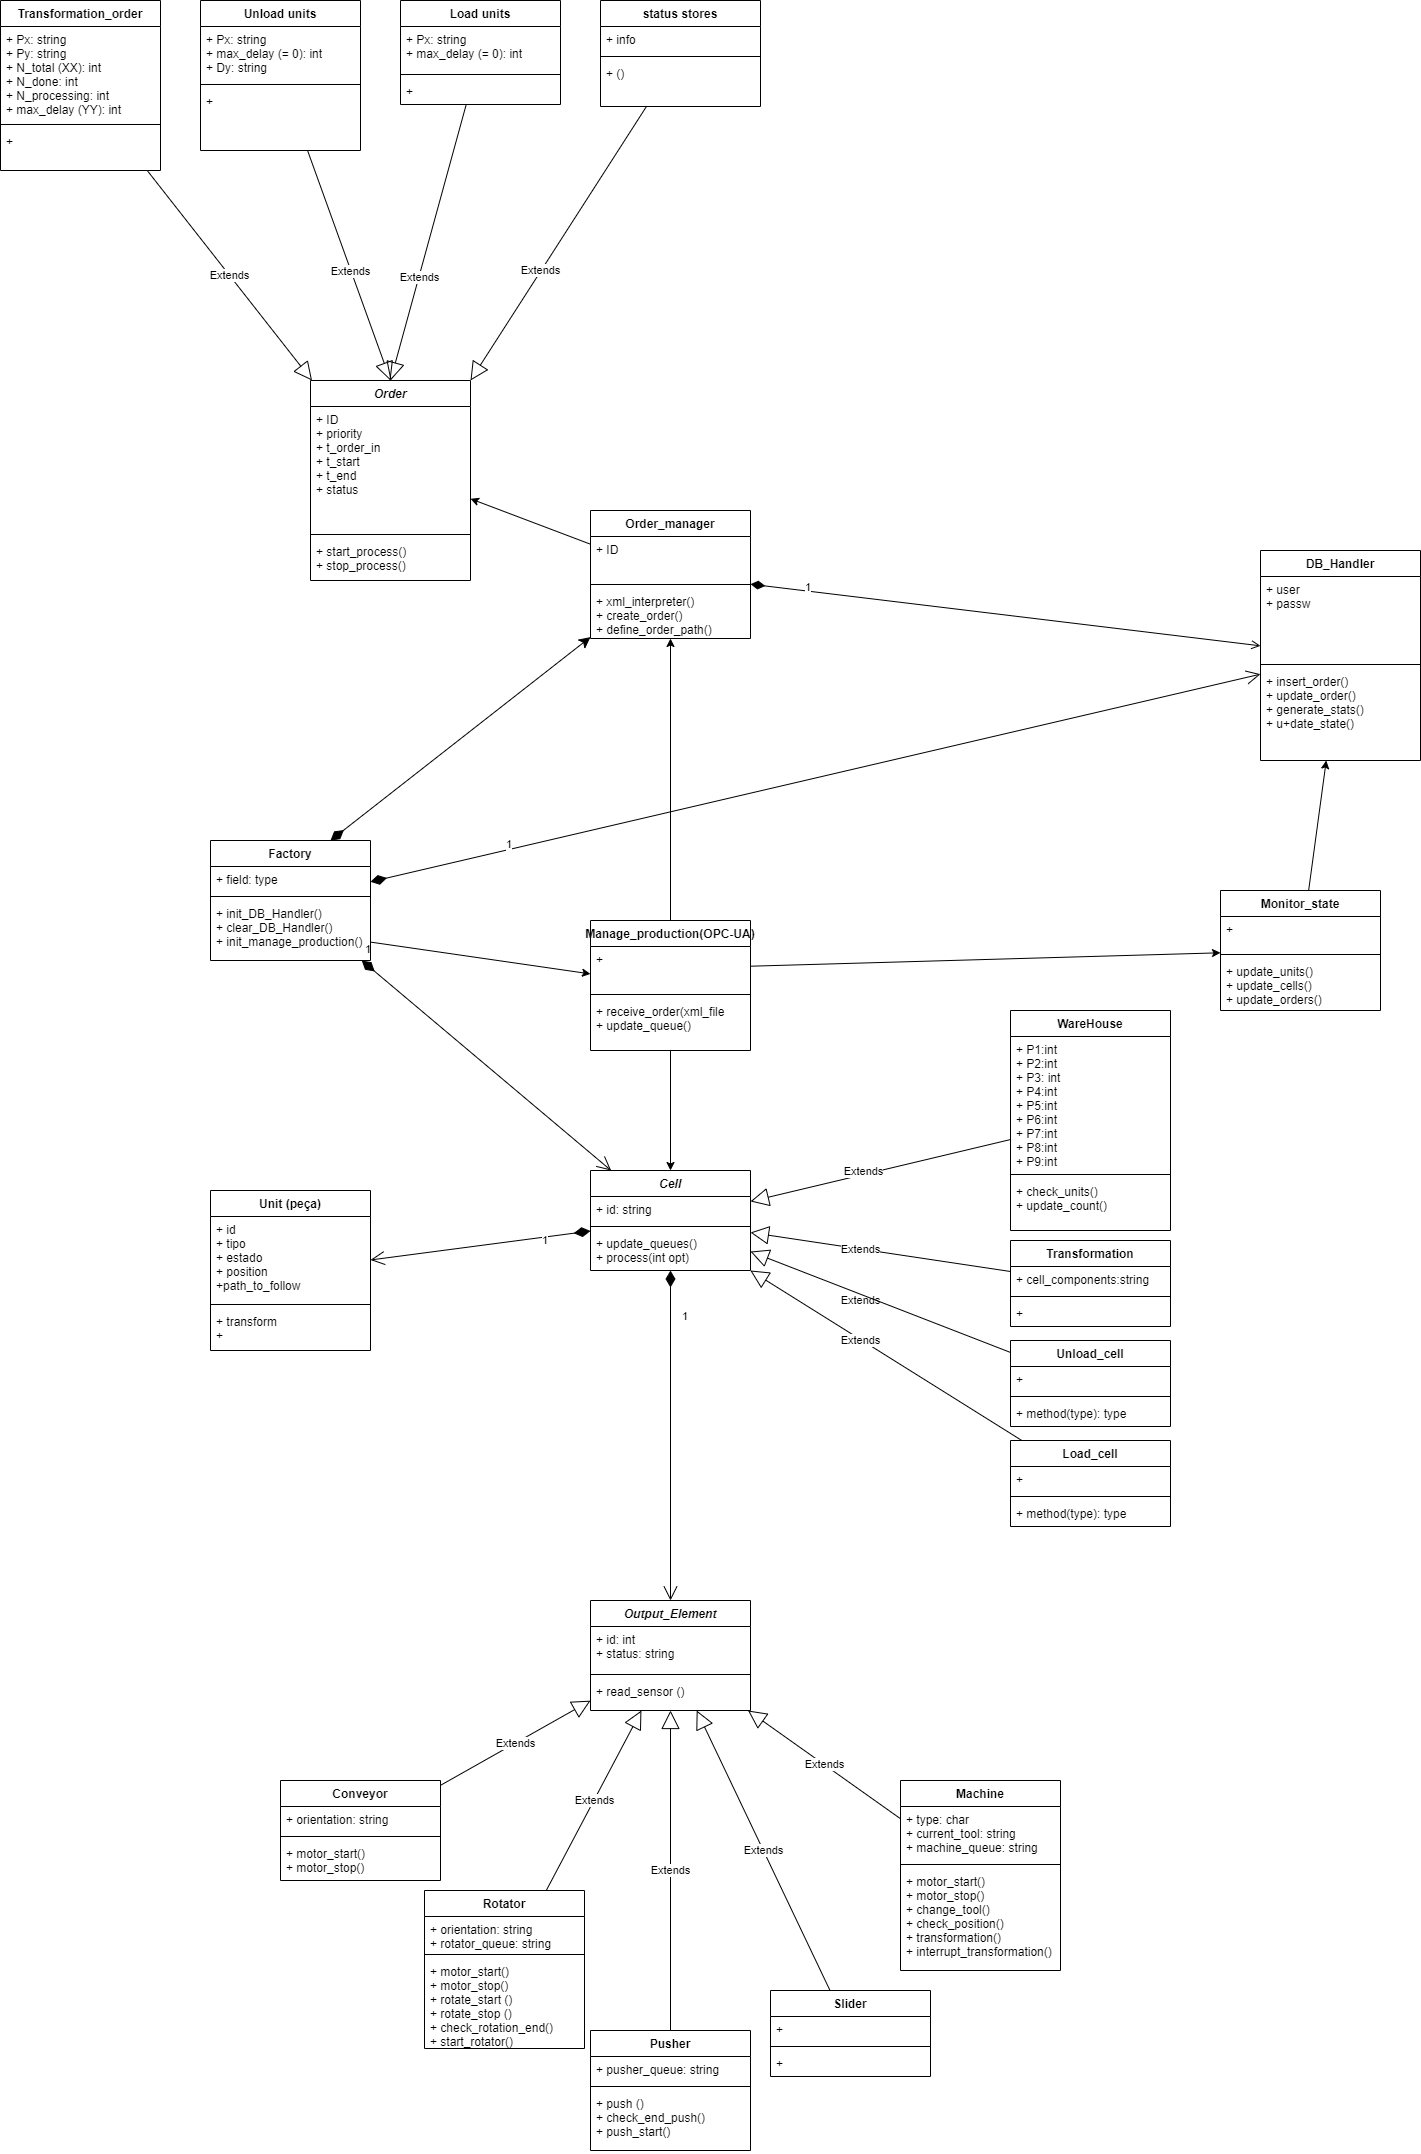 Transformation_order
+ Px: string
+ Py: string
+ N_total (XX): int
+ N_done: int
+ N_processing: int
+ max_delay (YY): int
+
Unload units
+ Px: string
+ max_delay (= 0): int
+ Dy: string
+
Load units
+ Px: string
+ max_delay (= 0): int
+
status stores
+ info
+ ()
Extends
Extends
Extends
Extends
Order
+ ID
+ priority
+ t_order_in
+ t_start
+ t_end
+ status
+ start_process()
+ stop_process()
Order_manager
+ ID
+ xml_interpreter()
+ create_order()
+ define_order_path()
1
DB_Handler
+ user
+ passw
+ insert_order()
+ update_order()
+ generate_stats()
+ u+date_state()
Factory
+ field: type
+ init_DB_Handler()
+ clear_DB_Handler()
+ init_manage_production()
1
1
Manage_production(OPC-UA)
+
+ receive_order(xml_file
+ update_queue()
Monitor_state
+
+ update_units()
+ update_cells()
+ update_orders()
WareHouse
+ P1:int
+ P2:int
+ P3: int
+ P4:int
+ P5:int
+ P6:int
+ P7:int
+ P8:int
+ P9:int
+ check_units()
+ update_count()
Extends
Unit (peça)
+ id
+ tipo
+ estado
+ position
+path_to_follow
+ transform
+
1
Cell
+ id: string
+ update_queues()
+ process(int opt)
1
Extends
Transformation
+ cell_components:string
+
Extends
Unload_cell
+
+ method(type): type
Extends
Load_cell
+
+ method(type): type
Output_Element
+ id: int
+ status: string
+ read_sensor ()
Extends
Extends
Extends
Extends
Extends
Conveyor
+ orientation: string
+ motor_start()
+ motor_stop()
Rotator
+ orientation: string
+ rotator_queue: string
+ motor_start()
+ motor_stop()
+ rotate_start ()
+ rotate_stop ()
+ check_rotation_end()
+ start_rotator()
Pusher
+ pusher_queue: string
+ push ()
+ check_end_push()
+ push_start()
Slider
+
+
Machine
+ type: char
+ current_tool: string
+ machine_queue: string
+ motor_start()
+ motor_stop()
+ change_tool()
+ check_position()
+ transformation()
+ interrupt_transformation()